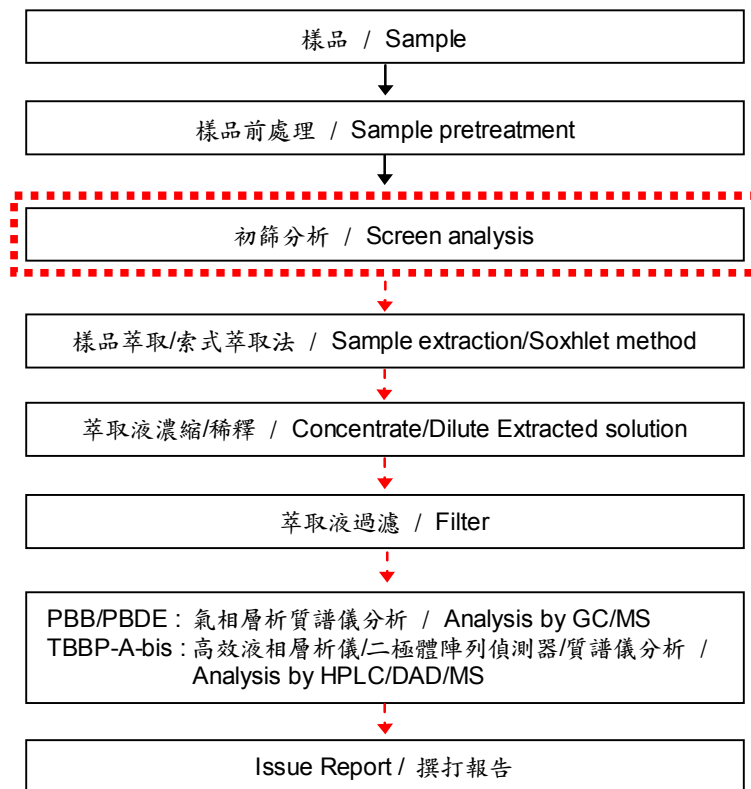 樣品 / Sample
樣品前處理 / Sample pretreatment
初篩分析 / Screen analysis
樣品萃取/索式萃取法 / Sample extraction/Soxhlet method
萃取液濃縮/稀釋 / Concentrate/Dilute Extracted solution
萃取液過濾 / Filter
PBB/PBDE : 氣相層析質譜儀分析 / Analysis by GC/MS
TBBP-A-bis : 高效液相層析儀/二極體陣列偵測器/質譜儀分析 /
Analysis by HPLC/DAD/MS
Issue Report / 撰打報告